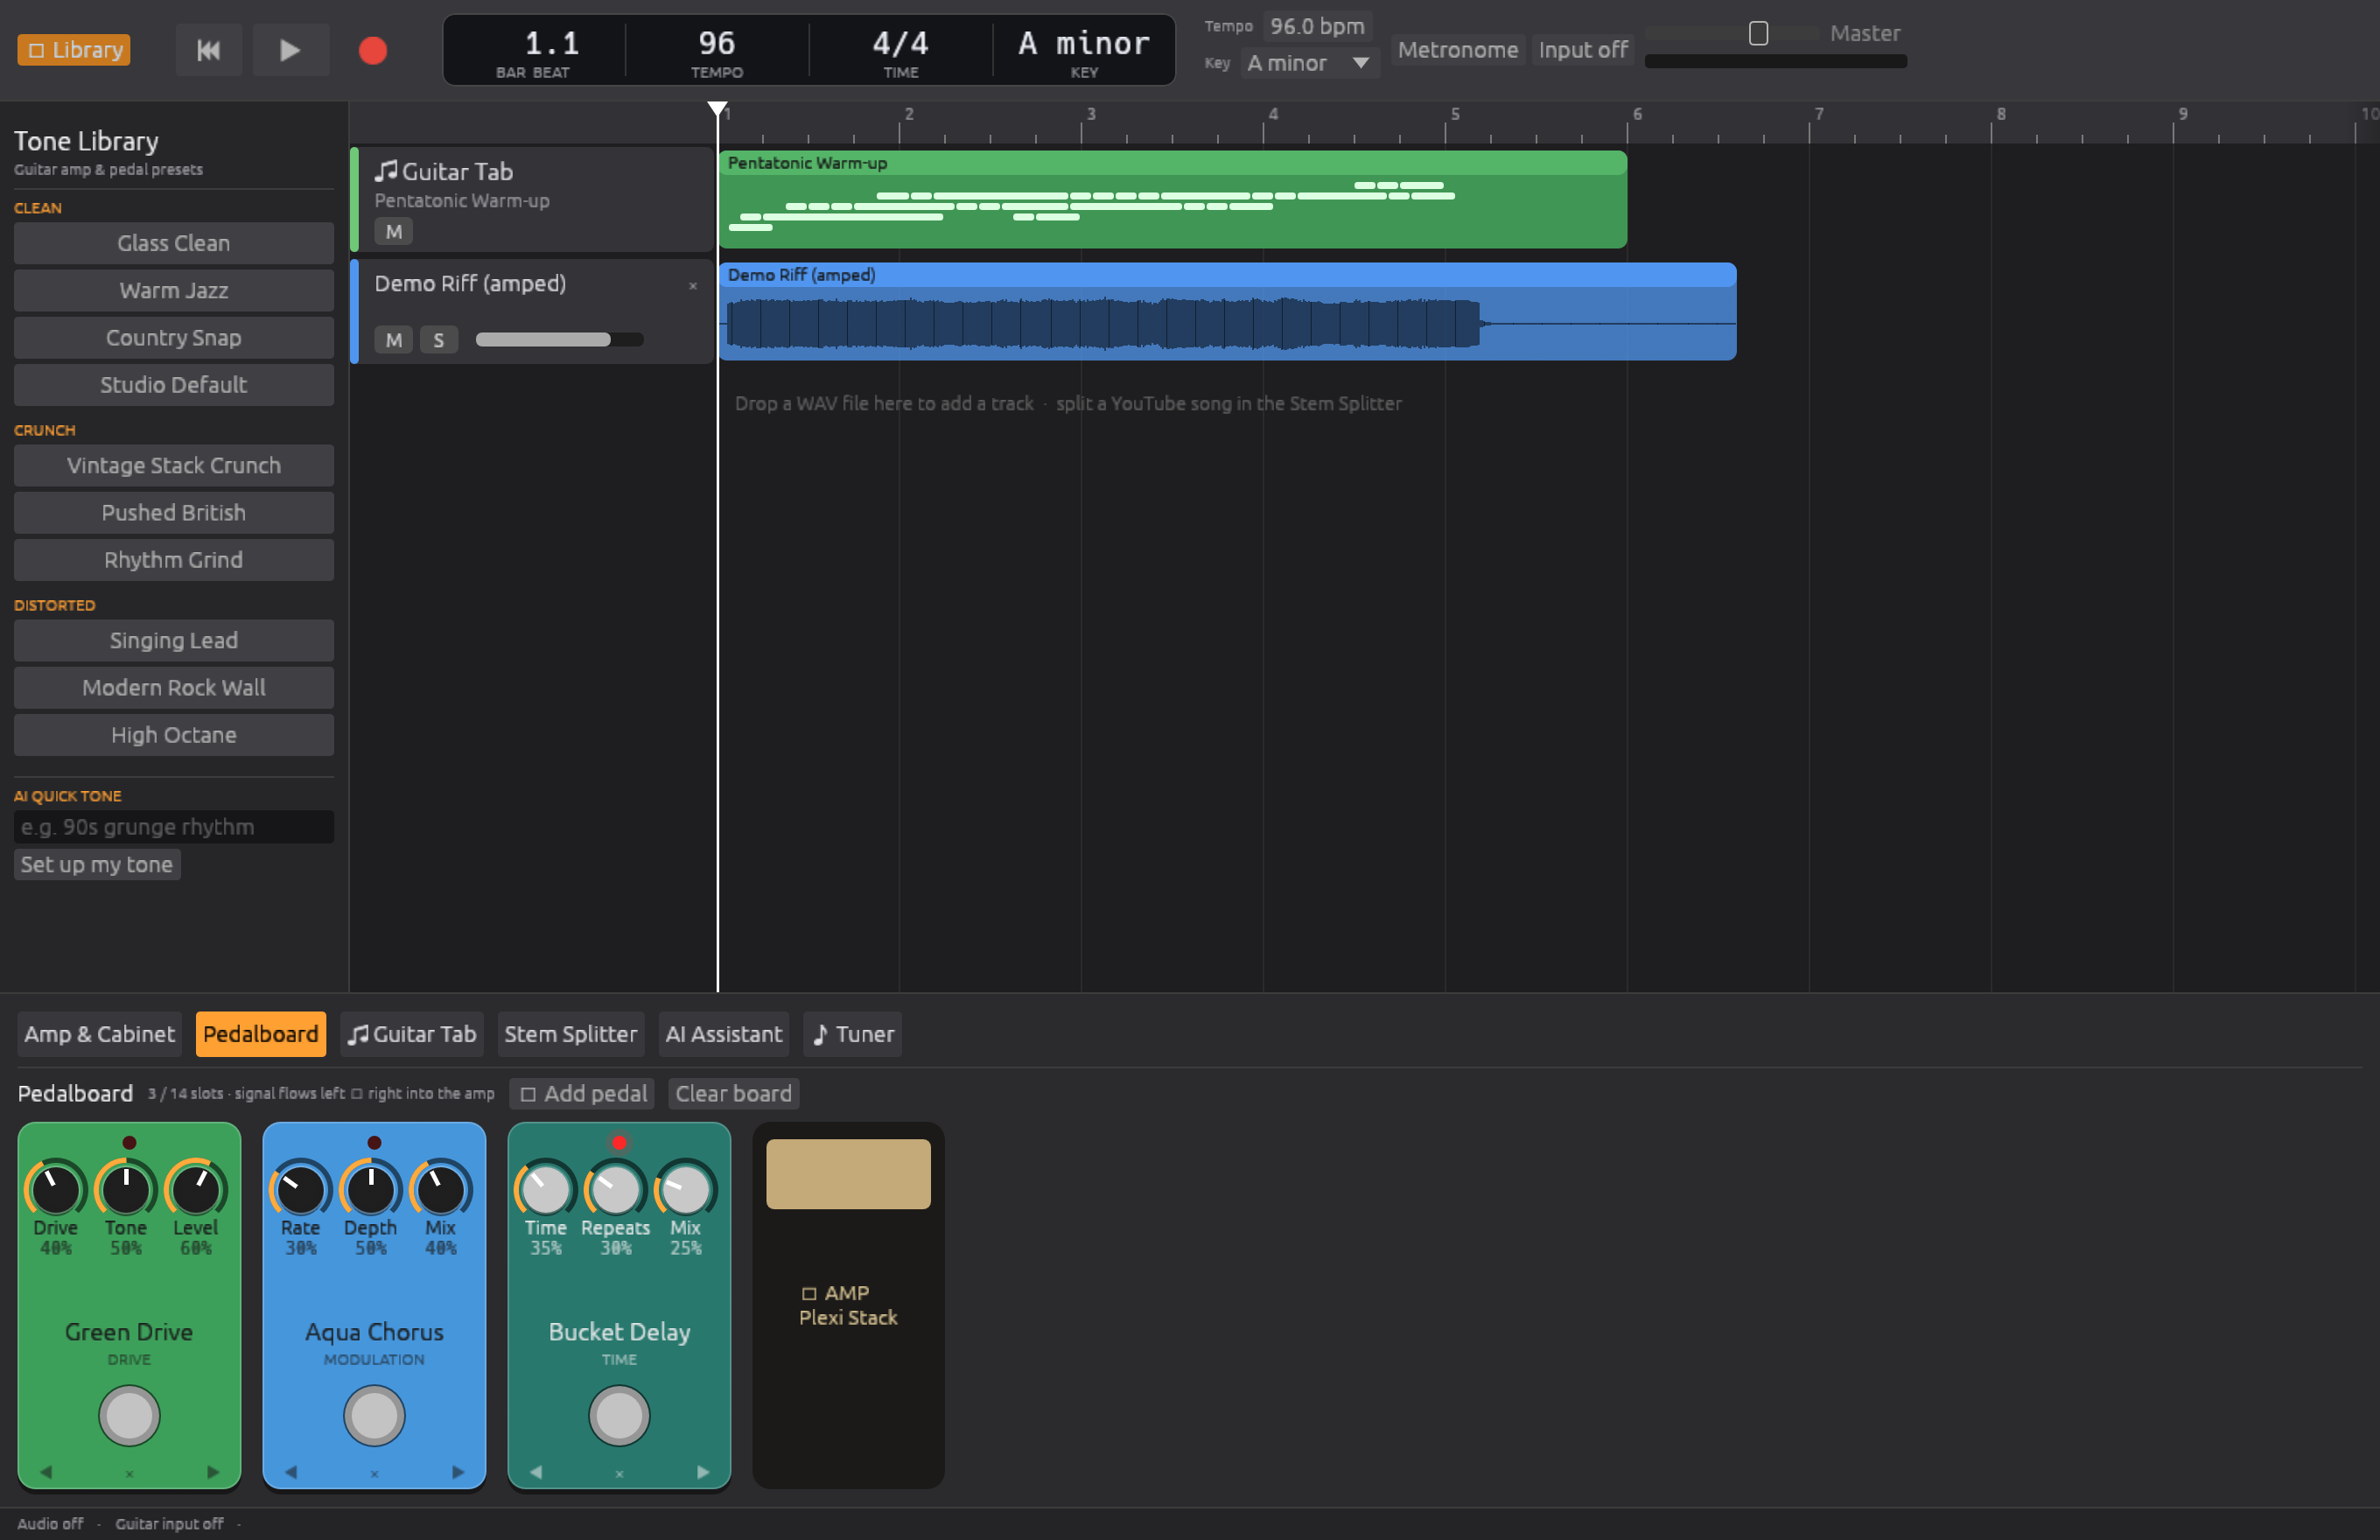 Library
1.1
BAR BEAT
96
TEMPO
4/4
TIME
A minor
KEY
Tempo 96.0 bpm
Key A minor
Metronome
Input off
Master
Tone Library
Guitar amp & pedal presets
CLEAN
Glass Clean
Warm Jazz
Country Snap
Studio Default
CRUNCH
Vintage Stack Crunch
Pushed British
Rhythm Grind
DISTORTED
Singing Lead
Modern Rock Wall
High Octane
AI QUICK TONE
e.g. 90s grunge rhythm
Set up my tone
1 2 3 4 5 6 7 8 9 10
Guitar Tab
Pentatonic Warm-up
M
Pentatonic Warm-up
Demo Riff (amped) ×
M S
Demo Riff (amped)
Drop a WAV file here to add a track · split a YouTube song in the Stem Splitter
Amp & Cabinet Pedalboard Guitar Tab Stem Splitter AI Assistant Tuner
Pedalboard 3 / 14 slots · signal flows left □ right into the amp □ Add pedal Clear board
Drive Tone Level
40% 50% 60%
Green Drive
DRIVE
×
Rate Depth Mix
30% 50% 40%
Aqua Chorus
MODULATION
×
Time Repeats Mix
35% 30% 25%
Bucket Delay
TIME
×
□ AMP
Plexi Stack
Audio off · Guitar input off ·